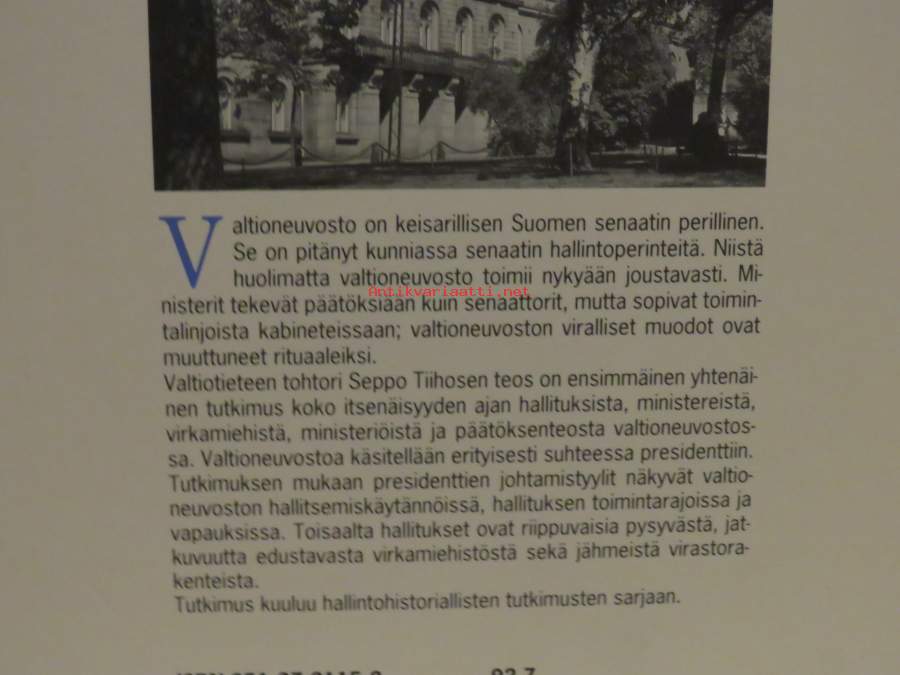 Valtioneuvosto on keisarillisen Suomen senaatin perillinen.
Se on pitänyt kunniassa senaatin hallintoperinteitä. Niistä
huolimatta valtioneuvosto toimii nykyään joustavasti. Mi-
Antikvariaatti.net
nisterit tekevät päätöksiään kuin senaattorit, mutta sopivat toimin-
talinjoista kabineteissaan; valtioneuvoston viralliset muodot ovat
muuttuneet rituaaleiksi.
Valtiotieteen tohtori Seppo Tiihosen teos on ensimmäinen yhtenäi-
nen tutkimus koko itsenäisyyden ajan hallituksista, ministereistä,
virkamiehistä, ministeriöistä ja päätöksenteosta valtioneuvostos-
sa. Valtioneuvostoa käsitellään erityisesti suhteessa presidenttiin.
Tutkimuksen mukaan presidenttien johtamistyylit näkyvät valtio-
neuvoston hallitsemiskäytännöissä, hallituksen toimintarajoissa ja
vapauksissa. Toisaalta hallitukset ovat riippuvaisia pysyvästä, jat-
kuvuutta edustavasta virkamiehistöstä sekä jähmeistä virastora-
kenteista.
Tutkimus kuuluu hallintohistoriallisten tutkimusten sarjaan.